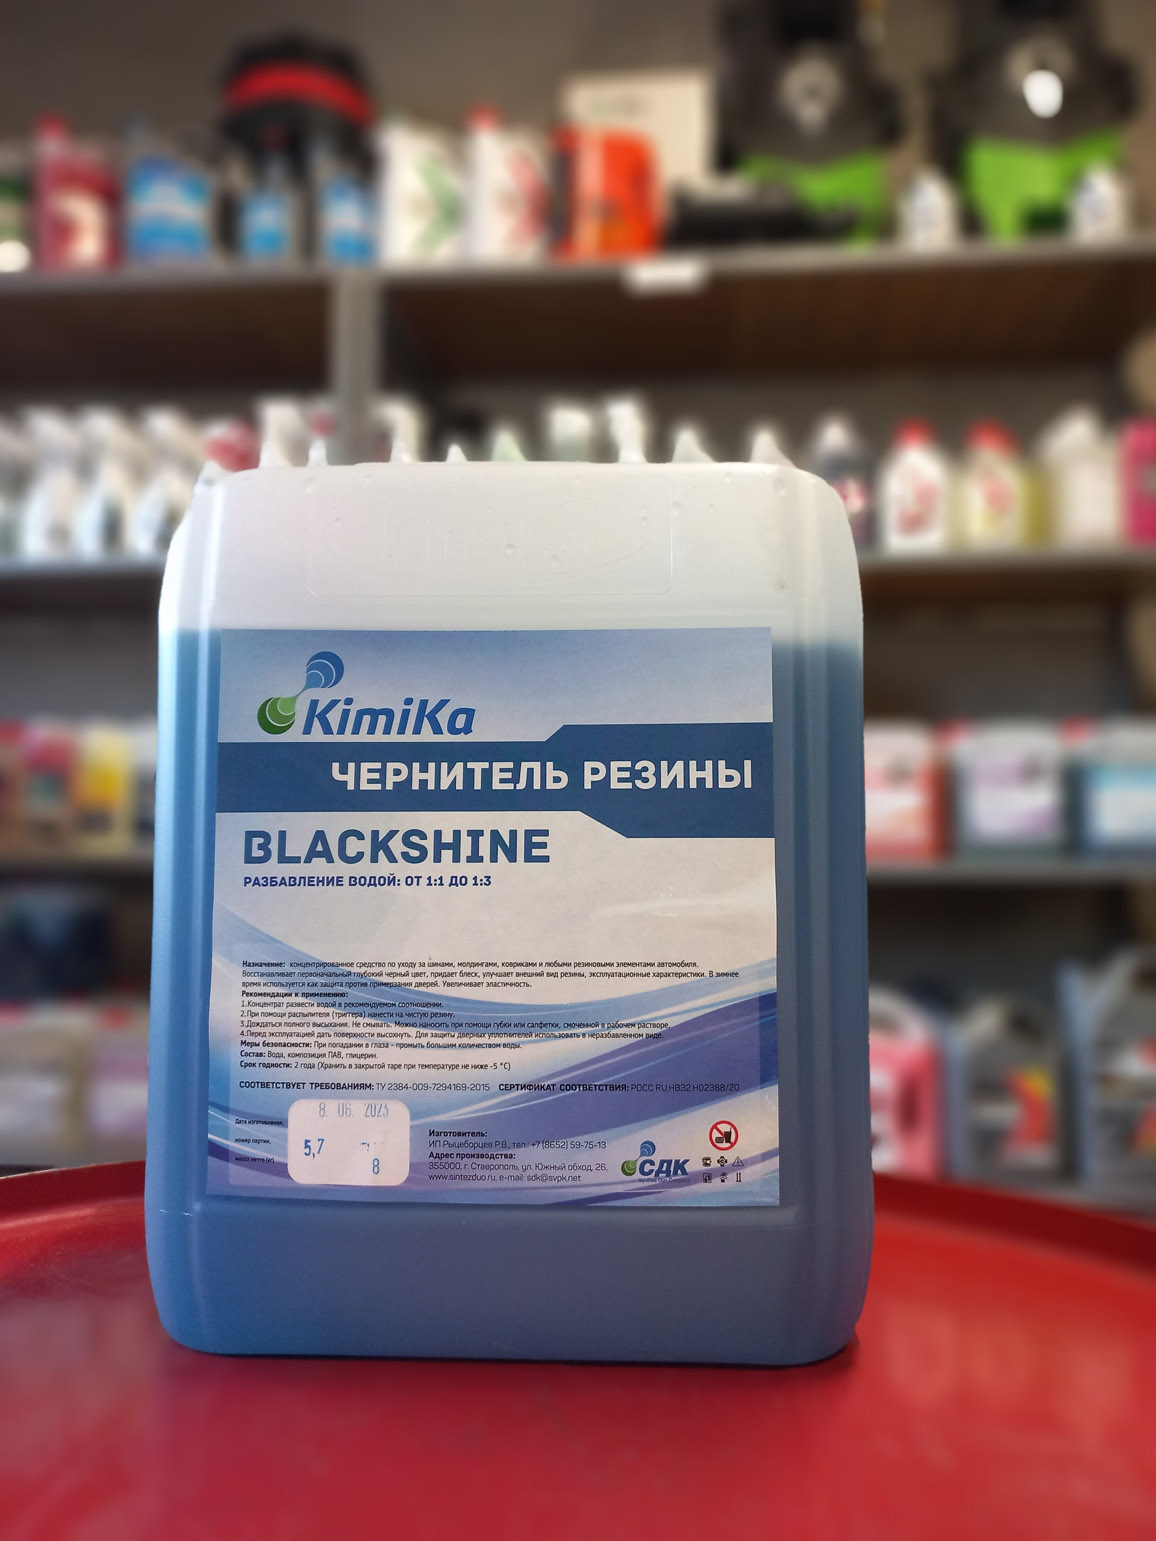 KimiKa
KimiKa
ЧЕРНИТЕЛЬ РЕЗИНЫ
BLACKSHINE
РАЗБАВЛЕНИЕ ВОДОЙ: ОТ 1:1 ДО 1:3
Назначение: концентрированное средство по уходу за шинами, молдингами, ковриками и любыми резиновыми элементами автомобиля.
Восстанавливает первоначальный глубокий черный цвет, придает блеск, улучшает внешний вид резины, эксплуатационные характеристики. В зимнее
время используется как защита против примерзания дверей. Увеличивает эластичность.
Рекомендации к применению:
1.Концентрат развести водой в рекомендуемом соотношении.
2.При помощи распылителя (триггера) нанести на чистую резину.
3.Дождаться полного высыхания. Не смывать. Можно наносить при помощи губки или салфетки, смоченной в рабочем растворе.
4.Перед эксплуатацией дать поверхности высохнуть. Для защиты дверных уплотнителей использовать в неразбавленном виде.
Меры безопасности: При попадании в глаза - промыть большим количеством воды.
Состав: Вода, композиция ПАВ, глицерин.
Срок годности: 2 года (Хранить в закрытой таре при температуре не ниже -5 °С)
СООТВЕТСТВУЕТ ТРЕБОВАНИЯМ: ТУ 2384-009-7294169-2015 СЕРТИФИКАТ СООТВЕТСТВИЯ: РОСС RU.НВ32.Н02388/20
Дата изготовления,
номер партии,
масса нетто (кг)
8. 06. 2023
5,7
8
Изготовитель:
ИП Рыцеборцев Р.В., тел.: +7 (8652) 59-75-13
Адрес производства:
355000, г. Ставрополь, ул. Южный обход, 26,
www.sintezduo.ru, e-mail: sdk@svpk.net
СДК